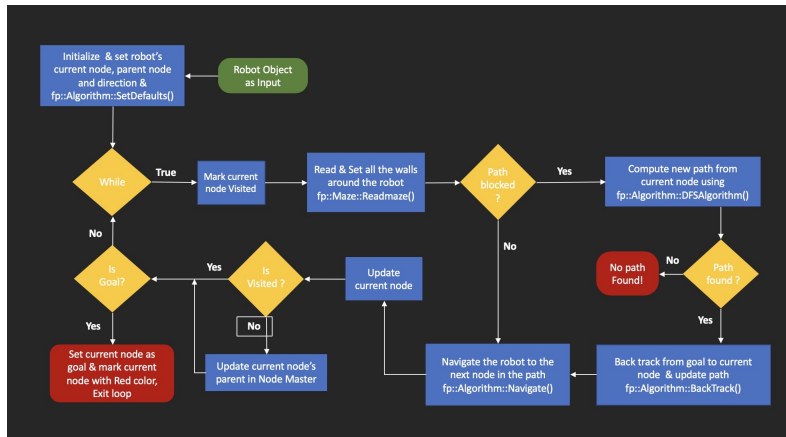 Initialize & set robot's
current node, parent node
and direction &
fp::Algorithm::SetDefaults()
Robot Object
as Input
While
True
Mark current
node Visited
Read & Set all the walls
around the robot
fp::Maze::Readmaze()
Path
blocked
?
Yes
Compute new path from
current node using
fp::Algorithm::DFSAlgorithm()
No
No
Is
Goal?
Yes
Is
Visited ?
Update
current node
No path
Found!
No
Path
found ?
Yes
No
Yes
Set current node as
goal & mark current
node with Red color,
Exit loop
Update current node's
parent in Node Master
Navigate the robot to the
next node in the path
fp::Algorithm::Navigate()
Back track from goal to current
node & update path
fp::Algorithm::BackTrack()